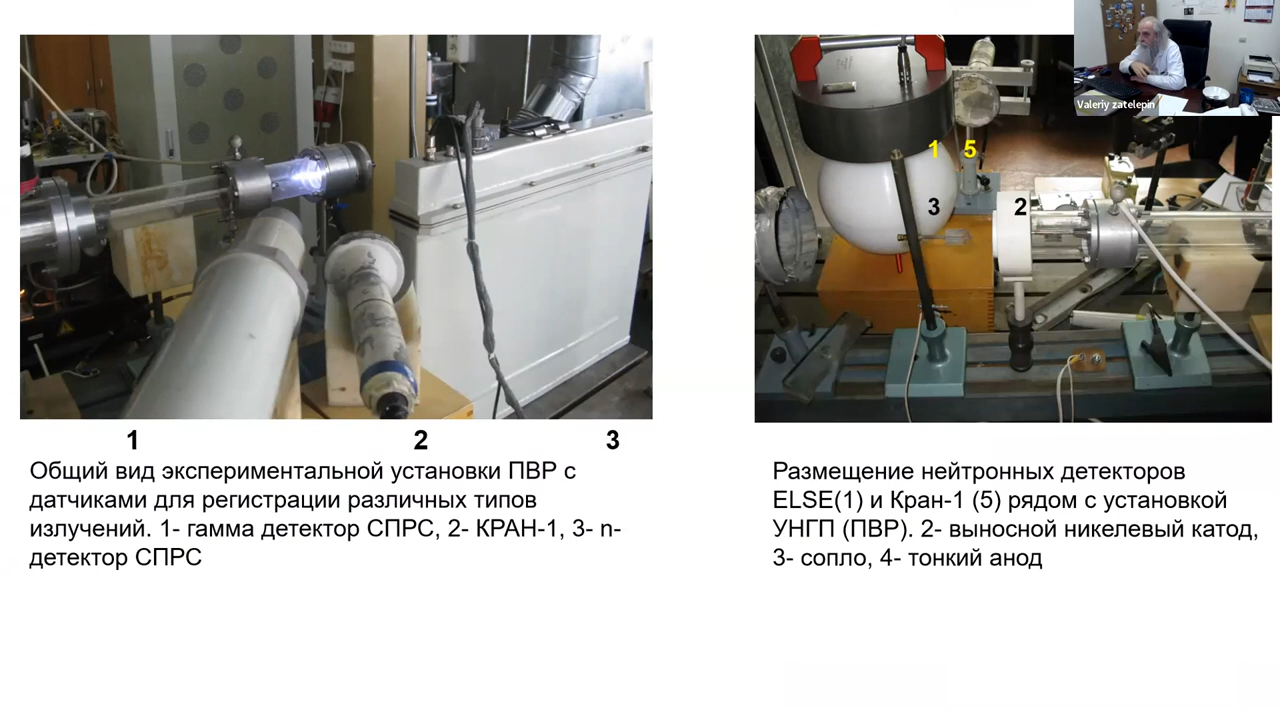 Valeriy zatelepin
1 5
3 2
1 2 3
Общий вид экспериментальной установки ПВР с
датчиками для регистрации различных типов
излучений. 1- гамма детектор СПРС, 2- КРАН-1, 3- n-
детектор СПРС
Размещение нейтронных детекторов
ELSE(1) и Кран-1 (5) рядом с установкой
УНГП (ПВР). 2- выносной никелевый катод,
3- сопло, 4- тонкий анод